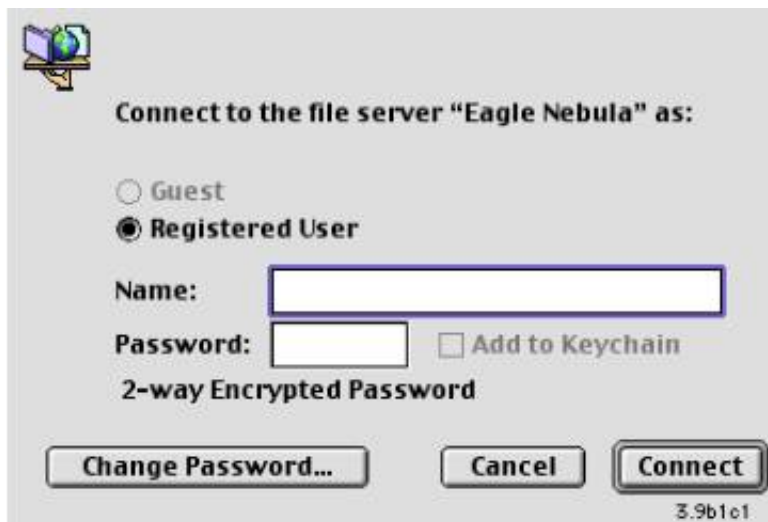 Connect to the file server “Eagle Nebula” as:
Guest
Registered User
Name:
Password: Add to Keychain
2-way Encrypted Password
Change Password... Cancel Connect
3.9b1c1